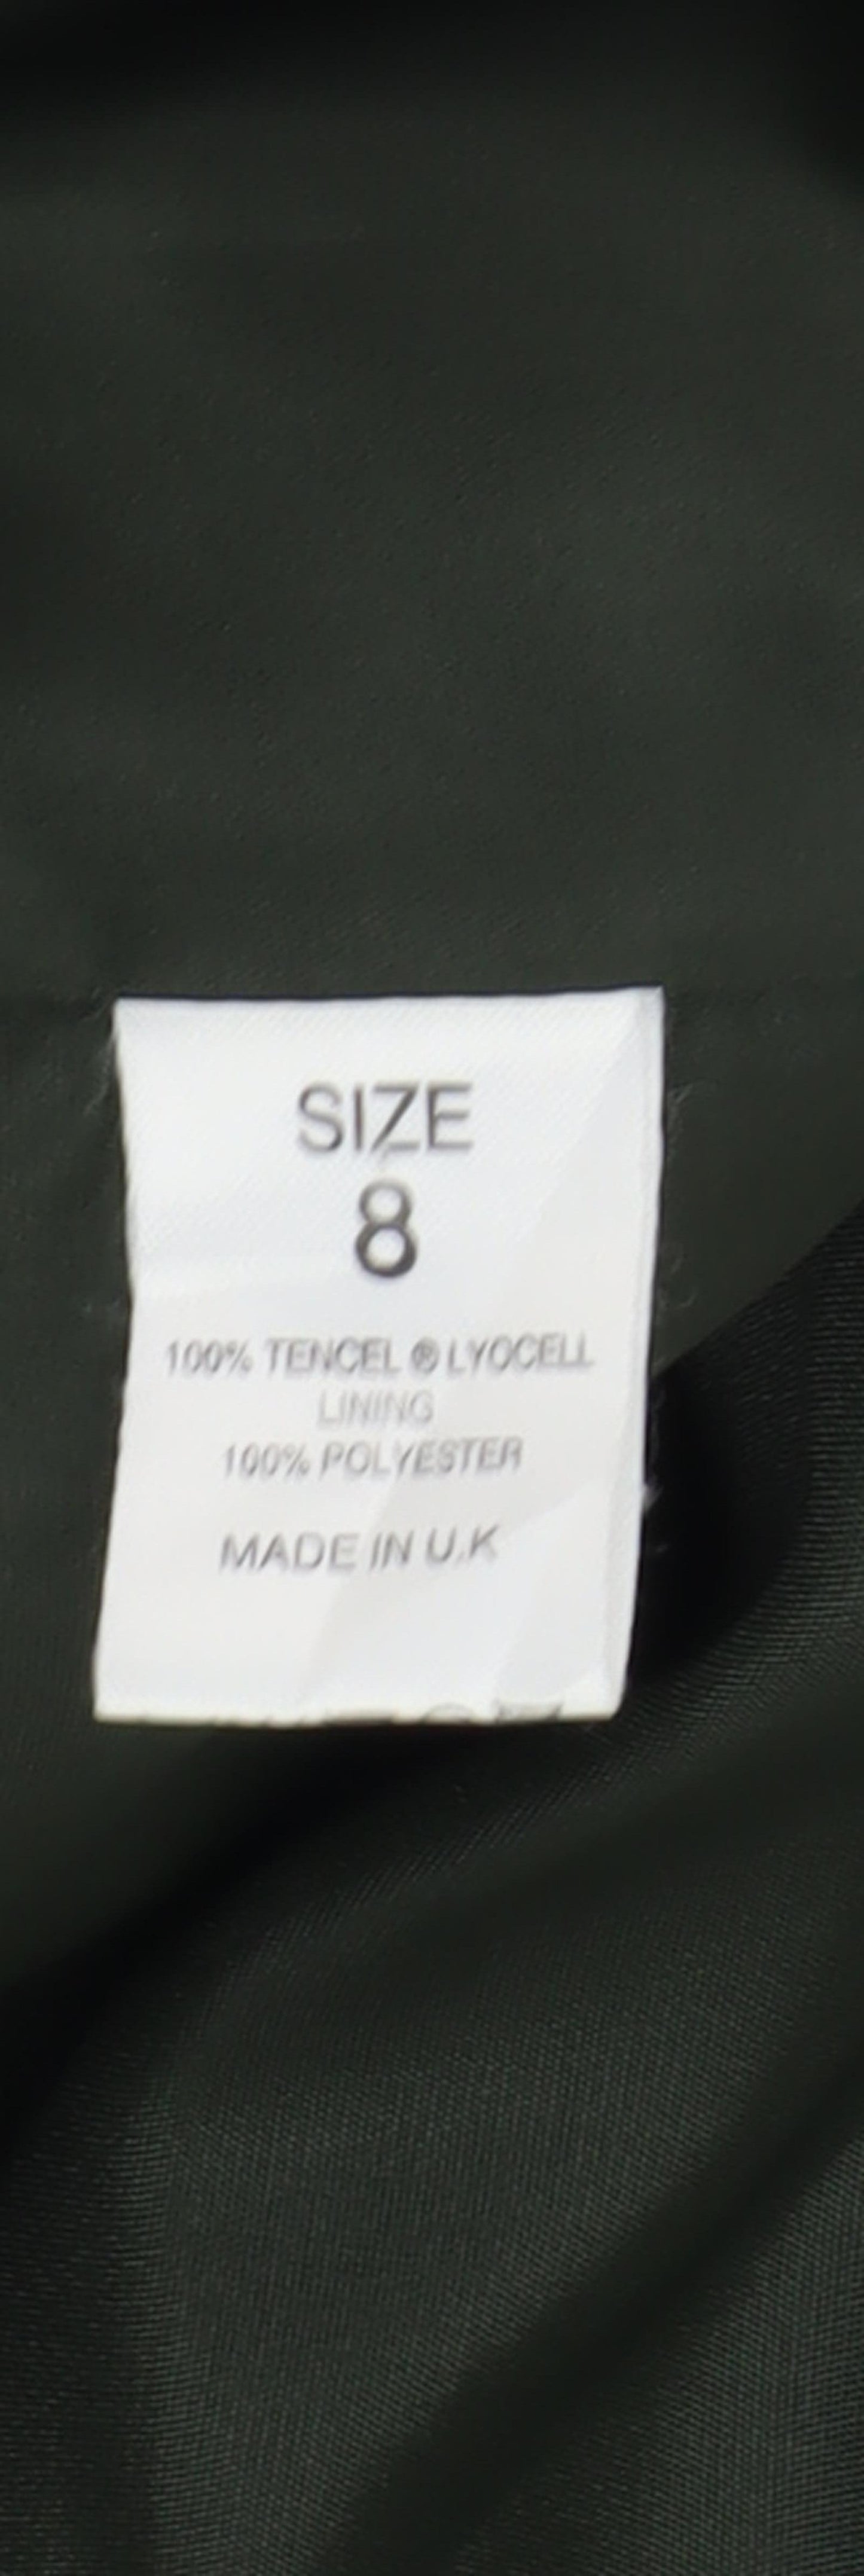 SIZE
8
100% TENCEL ® LYOCELL
LINING
100% POLYESTER
MADE IN U.K